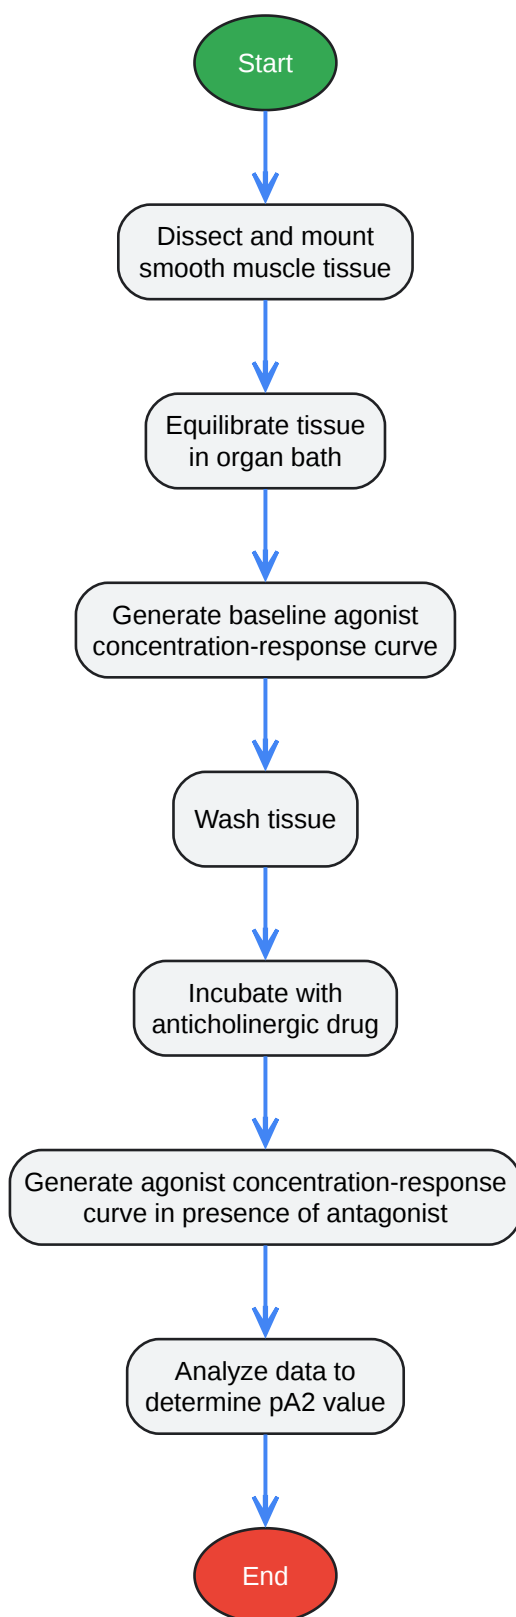 Start
Dissect and mount
smooth muscle tissue
Equilibrate tissue
in organ bath
Generate baseline agonist
concentration-response curve
Wash tissue
Incubate with
anticholinergic drug
Generate agonist concentration-response
curve in presence of antagonist
Analyze data to
determine pA2 value
End